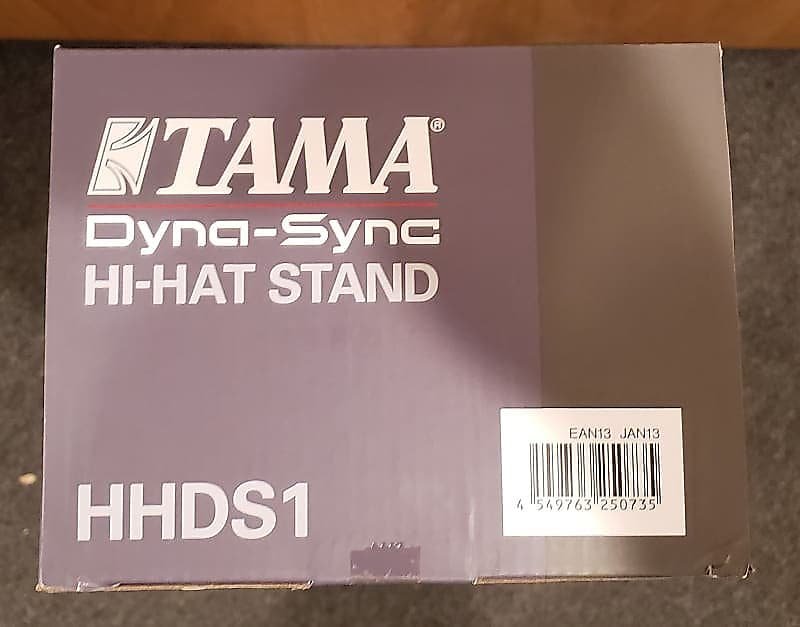 TAMA®
Dyna-Sync
HI-HAT STAND
HHDS1
EAN13 JAN13
4 549763 250735